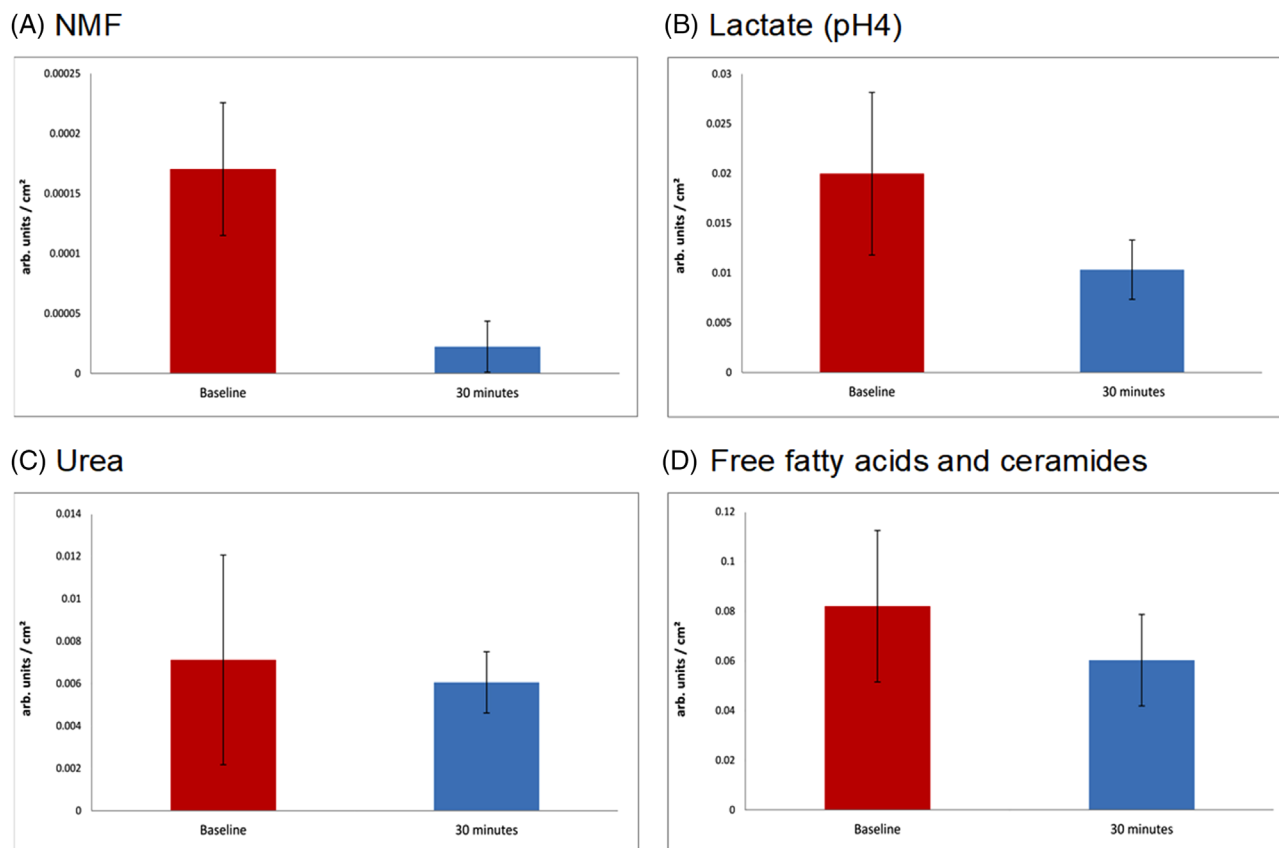 (A) NMF
0.00025
0.0002
0.00015
0.0001
0.00005
0
arb. units / cm²
Baseline
30 minutes
(B) Lactate (pH4)
0.03
0.025
0.02
0.015
0.01
0.005
0
arb. units / cm²
Baseline
30 minutes
(C) Urea
0.014
0.012
0.01
0.008
0.006
0.004
0.002
0
arb. units / cm²
Baseline
30 minutes
(D) Free fatty acids and ceramides
0.12
0.1
0.08
0.06
0.04
0.02
0
arb. units / cm²
Baseline
30 minutes